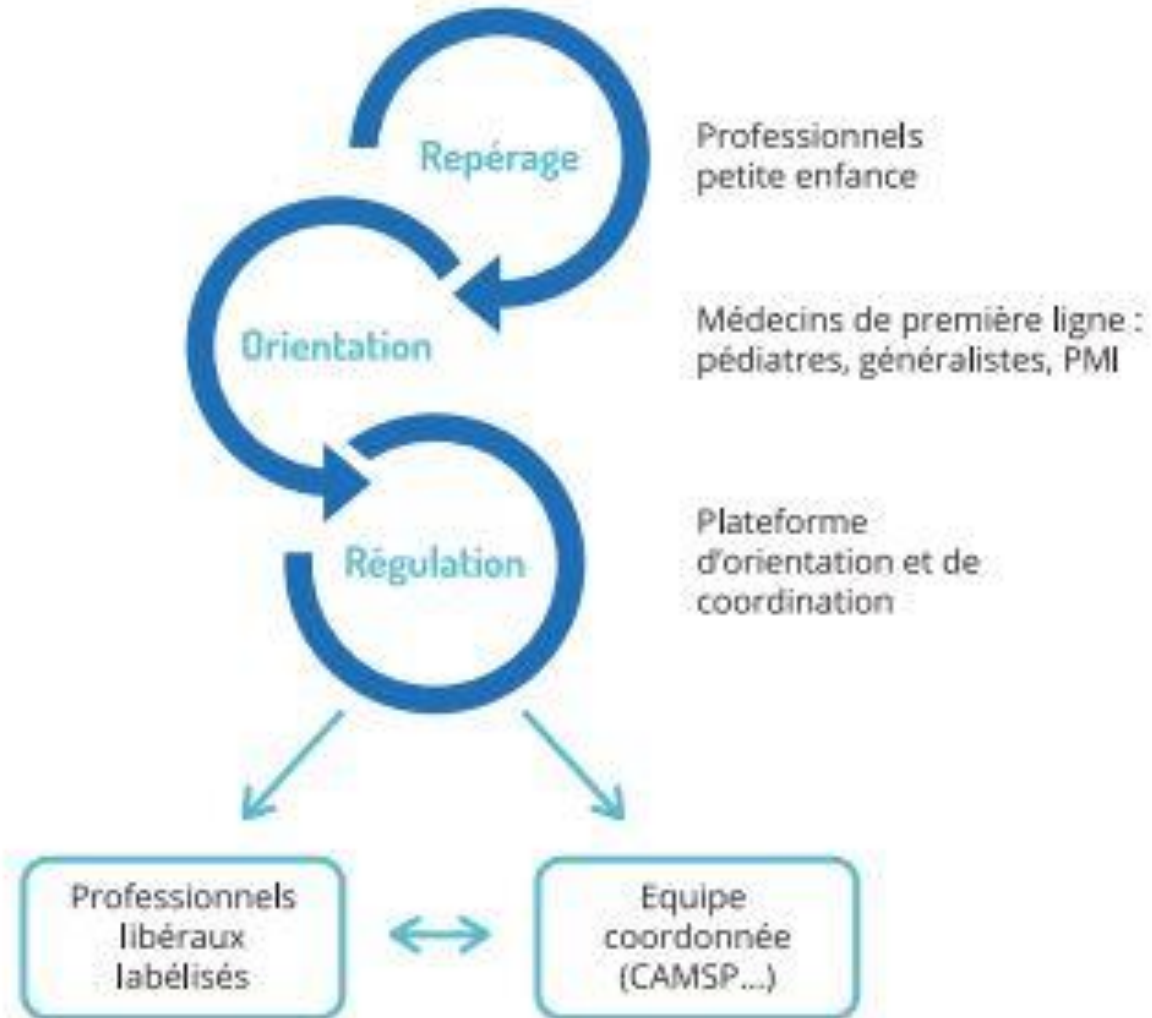 Repérage
Professionnels
petite enfance
Orientation
Médecins de première ligne :
pédiatres, généralistes, PMI
Régulation
Plateforme
d'orientation et de
coordination
Professionnels
libéraux
labélisés
Equipe
coordonnée
(CAMSP...)